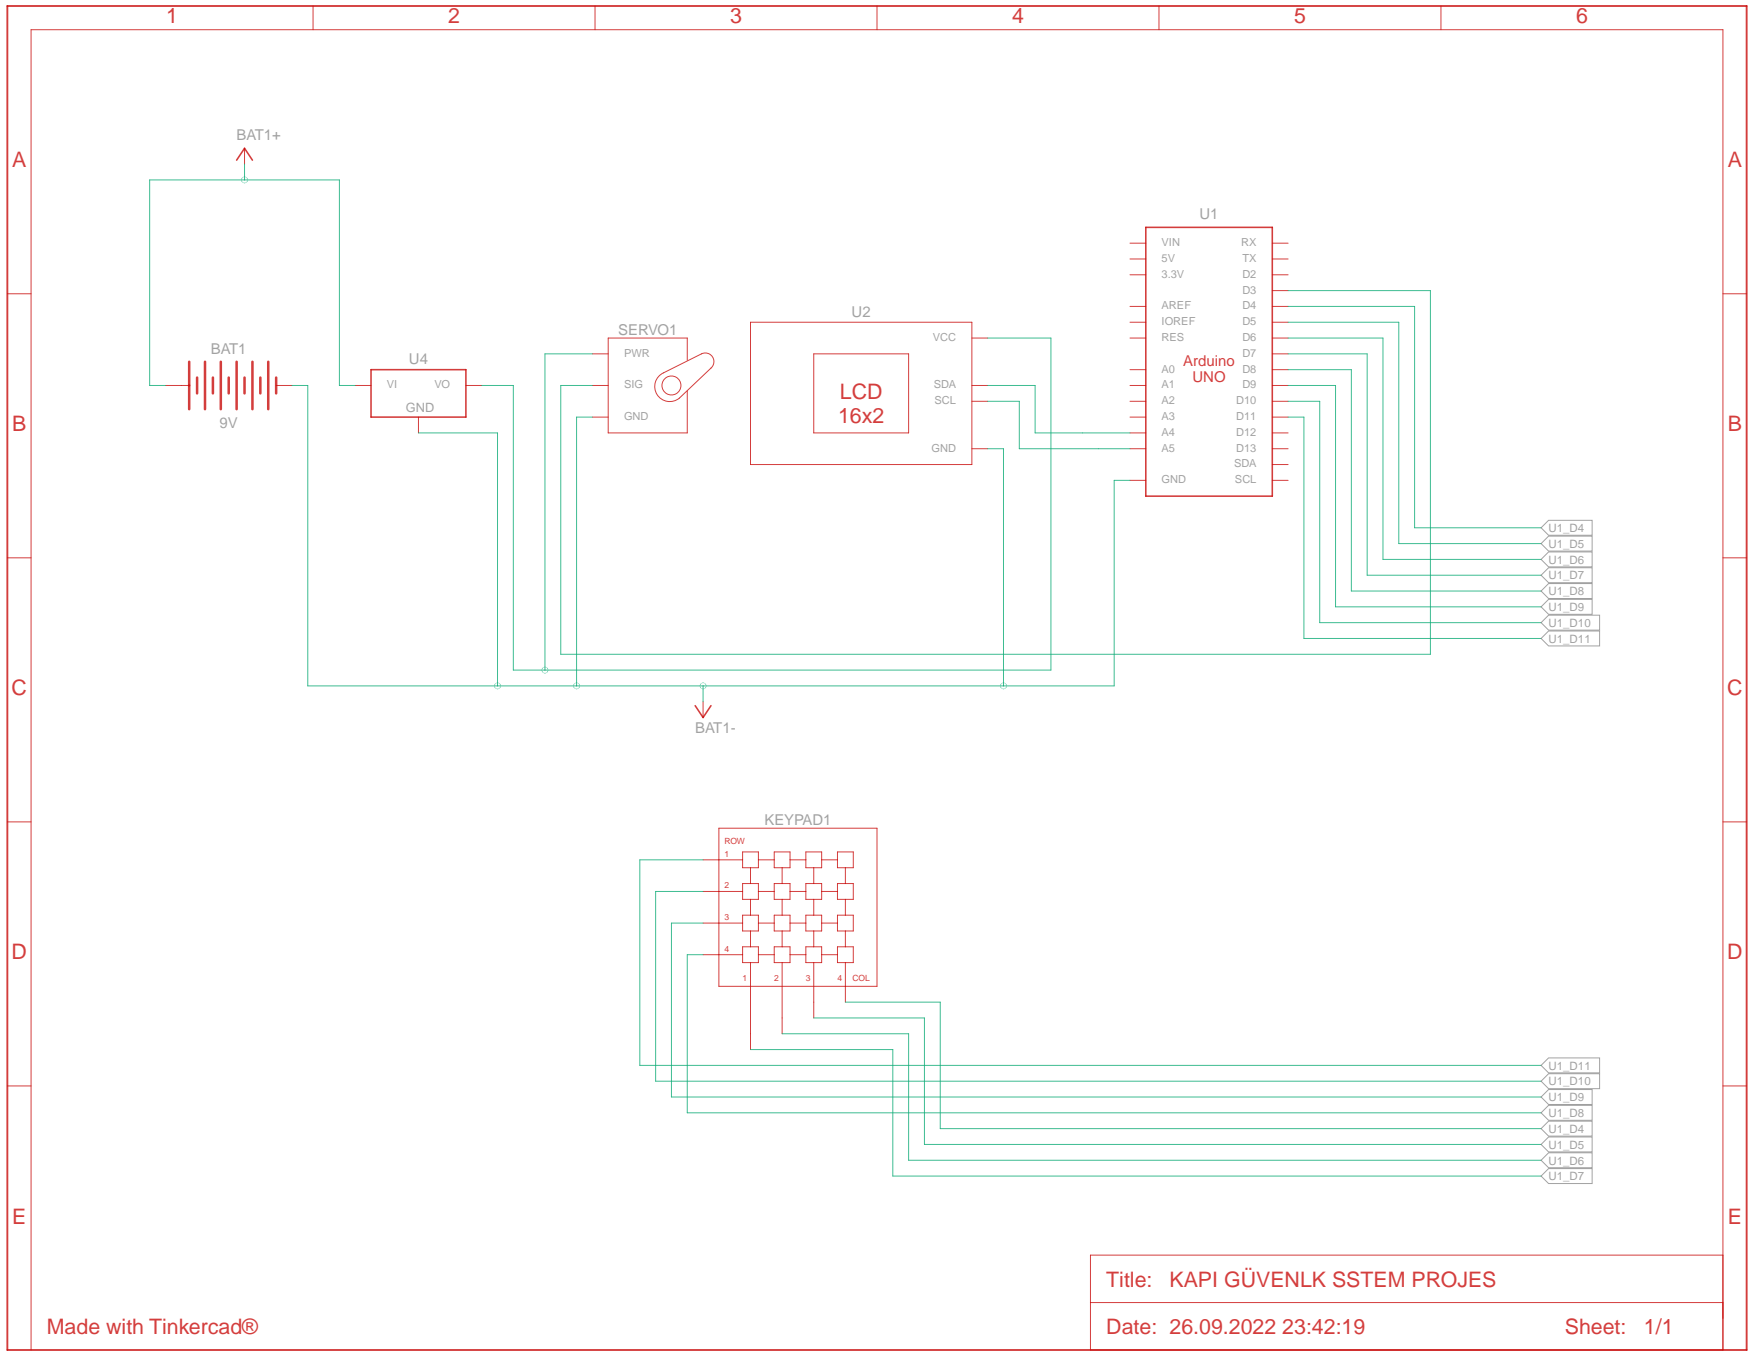 1 2 3 4 5 6
A A
B B
C C
D D
E E
BAT1+
BAT1
9V
U4
VI VO
GND
SERVO1
PWR
SIG
GND
U2
VCC
SDA
SCL
GND
LCD
16x2
U1
VIN RX
5V TX
3.3V D2
D3
AREF D4
IOREF D5
RES D6
D7
Arduino
UNO
A0 D8
A1 D9
A2 D10
A3 D11
A4 D12
A5 D13
SDA
GND SCL
U1_D4
U1_D5
U1_D6
U1_D7
U1_D8
U1_D9
U1_D10
U1_D11
BAT1-
KEYPAD1
ROW
1
2
3
4
1 2 3 4 COL
U1_D11
U1_D10
U1_D9
U1_D8
U1_D4
U1_D5
U1_D6
U1_D7
Title: KAPI GÜVENLK SSTEM PROJES
Date: 26.09.2022 23:42:19 Sheet: 1/1
Made with Tinkercad®